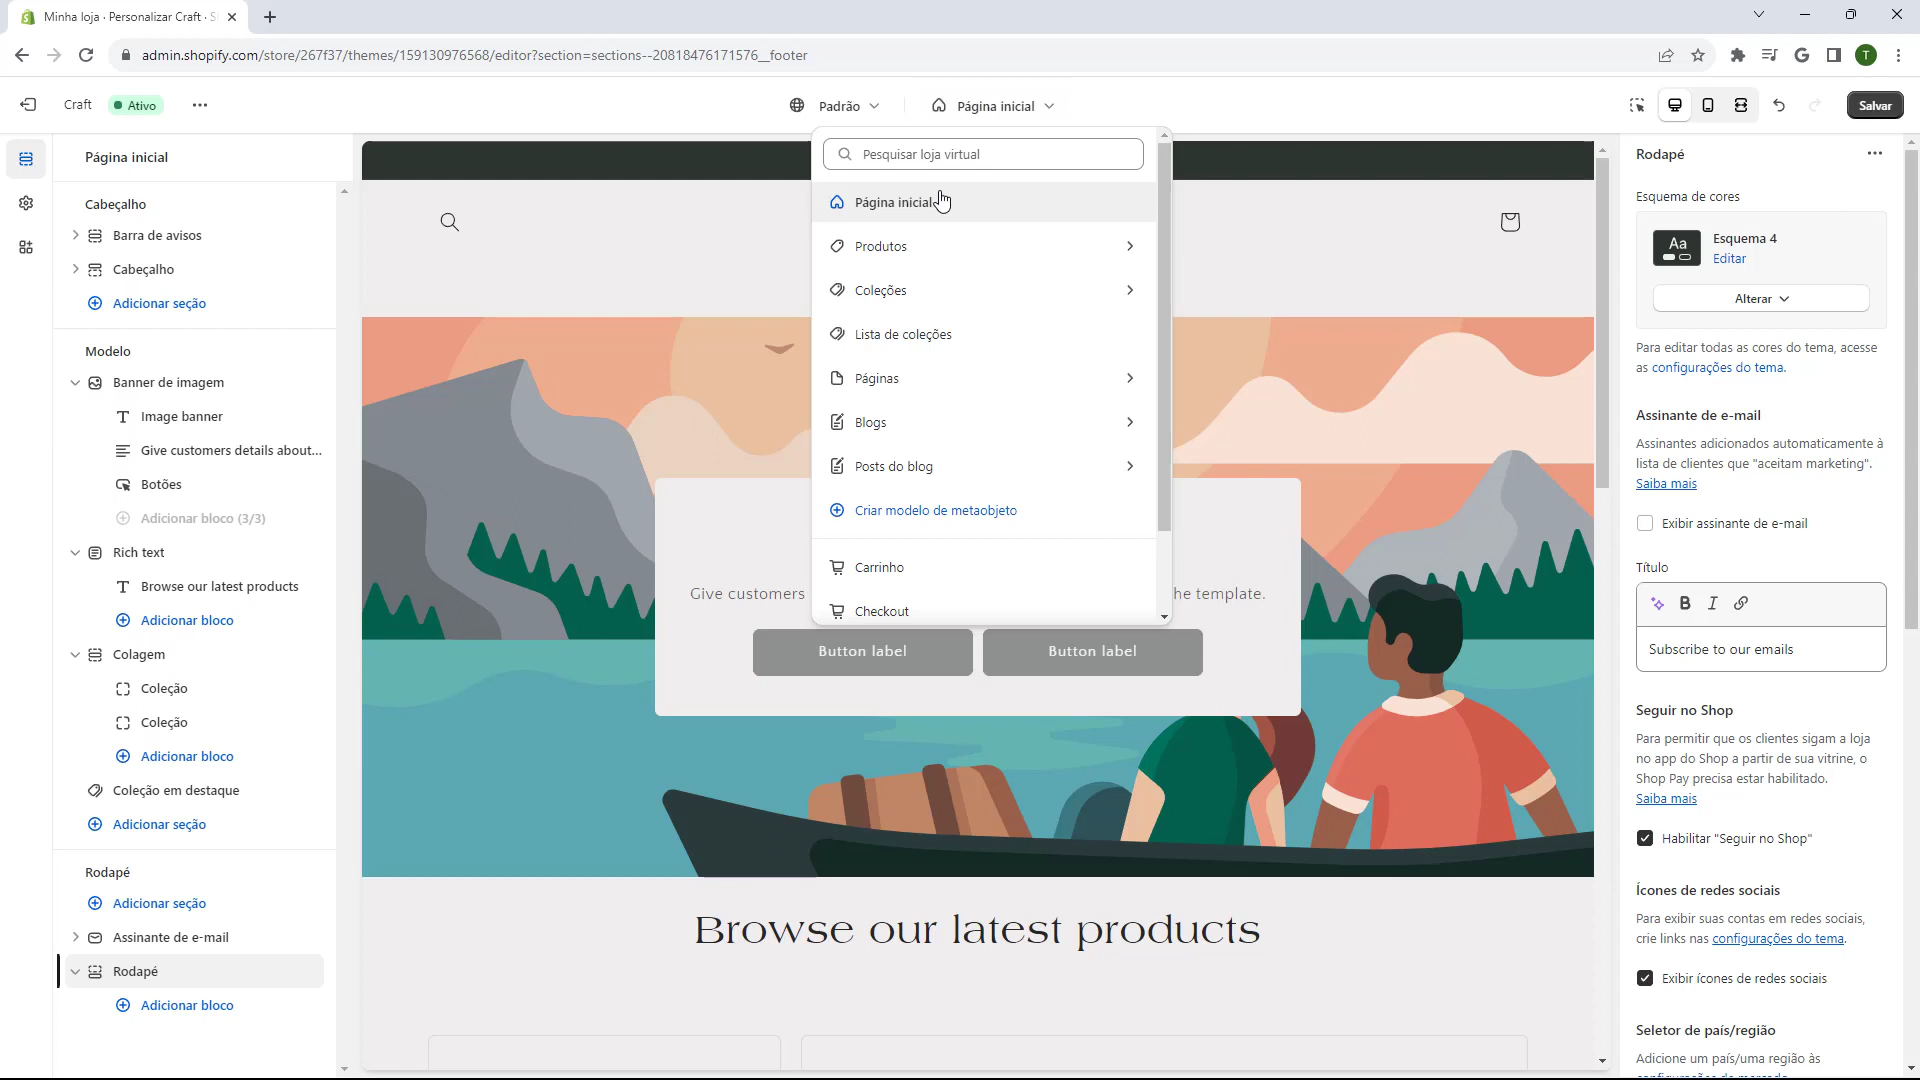 Minha loja · Personalizar Craft · S
admin.shopify.com/store/267f37/themes/159130976568/editor?section=sections--20818476171576__footer
T
Craft
Ativo
Padrão
Página inicial
Salvar
Página inicial
Cabeçalho
Barra de avisos
Cabeçalho
Adicionar seção
Modelo
Banner de imagem
Image banner
Give customers details about...
Botões
Adicionar bloco (3/3)
Rich text
Browse our latest products
Adicionar bloco
Colagem
Coleção
Coleção
Adicionar bloco
Coleção em destaque
Adicionar seção
Rodapé
Adicionar seção
Assinante de e-mail
Rodapé
Adicionar bloco
Pesquisar loja virtual
Página inicial
Produtos
Coleções
Lista de coleções
Páginas
Blogs
Posts do blog
Criar modelo de metaobjeto
Carrinho
Checkout
Give customers
he template.
Button label
Button label
Browse our latest products
Rodapé
Esquema de cores
Aa
Esquema 4
Editar
Alterar
Para editar todas as cores do tema, acesse
as configurações do tema.
Assinante de e-mail
Assinantes adicionados automaticamente à
lista de clientes que "aceitam marketing".
Saiba mais
Exibir assinante de e-mail
Título
B I
Subscribe to our emails
Seguir no Shop
Para permitir que os clientes sigam a loja
no app do Shop a partir de sua vitrine, o
Shop Pay precisa estar habilitado.
Saiba mais
Habilitar "Seguir no Shop"
Ícones de redes sociais
Para exibir suas contas em redes sociais,
crie links nas configurações do tema.
Exibir ícones de redes sociais
Seletor de país/região
Adicione um país/uma região às